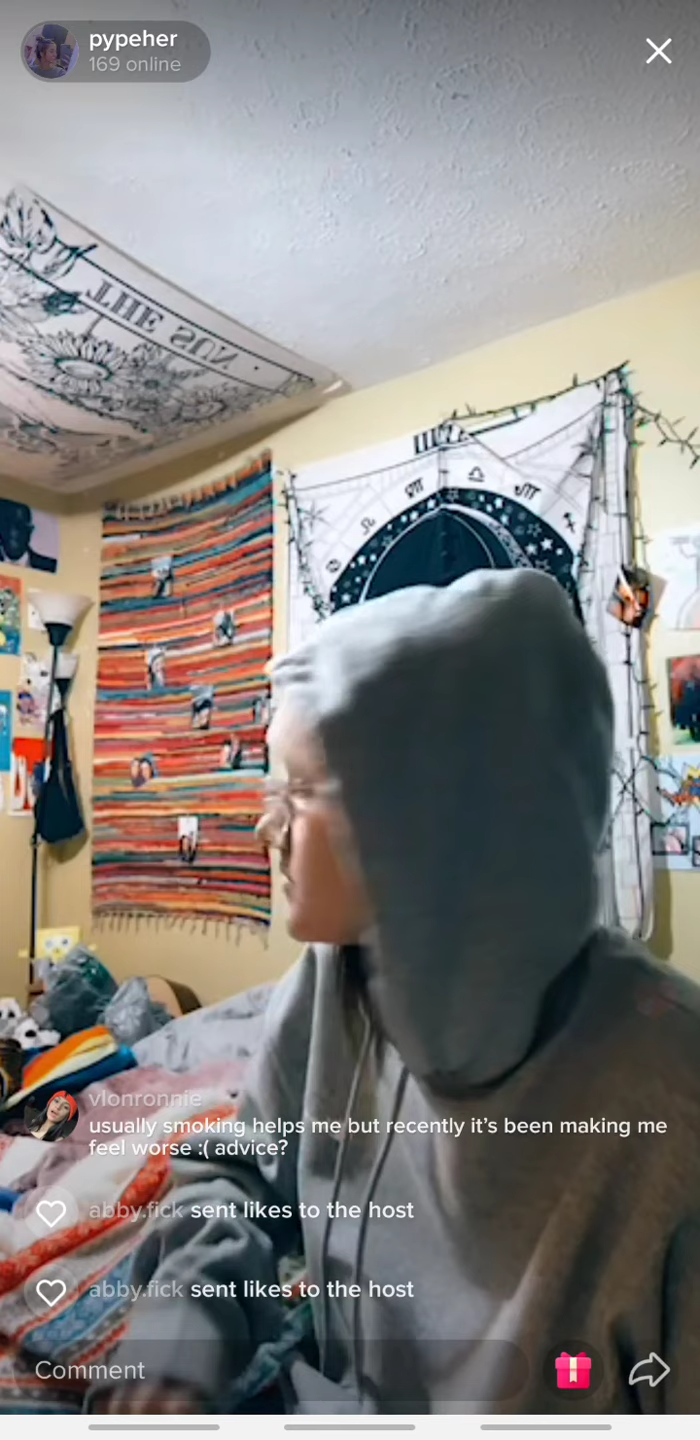 pypeher
169 online
THE SUN
vlonronnie
usually smoking helps me but recently it's been making me
feel worse :( advice?
abby.fick sent likes to the host
abby.fick sent likes to the host
Comment